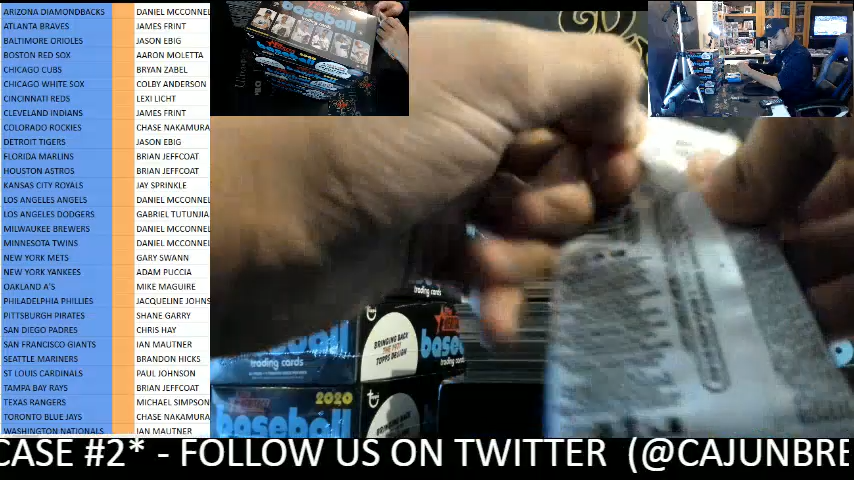 ARIZONA DIAMONDBACKS DANIEL MCCONNEL
ATLANTA BRAVES JAMES FRINT
BALTIMORE ORIOLES JASON EBIG
BOSTON RED SOX AARON MOLETTA
CHICAGO CUBS BRYAN ZABEL
CHICAGO WHITE SOX COLBY ANDERSON
CINCINNATI REDS LEXI LICHT
CLEVELAND INDIANS JAMES FRINT
COLORADO ROCKIES CHASE NAKAMURA
DETROIT TIGERS JASON EBIG
FLORIDA MARLINS BRIAN JEFFCOAT
HOUSTON ASTROS BRIAN JEFFCOAT
KANSAS CITY ROYALS JAY SPRINKLE
LOS ANGELES ANGELS DANIEL MCCONNEL
LOS ANGELES DODGERS GABRIEL TUTUNJIA
MILWAUKEE BREWERS DANIEL MCCONNEL
MINNESOTA TWINS DANIEL MCCONNEL
NEW YORK METS GARY SWANN
NEW YORK YANKEES ADAM PUCCIA
OAKLAND A'S MIKE MAGUIRE
PHILADELPHIA PHILLIES JACQUELINE JOHNS
PITTSBURGH PIRATES SHANE GARRY
SAN DIEGO PADRES CHRIS HAY
SAN FRANCISCO GIANTS IAN MAUTNER
SEATTLE MARINERS BRANDON HICKS
ST LOUIS CARDINALS PAUL JOHNSON
TAMPA BAY RAYS BRIAN JEFFCOAT
TEXAS RANGERS MICHAEL SIMPSON
TORONTO BLUE JAYS CHASE NAKAMURA
WASHINGTON NATIONALS IAN MAUTNER
baseball
trading cards
baseball
trading cards
BRINGING BACK
THE 1971
TOPPS DESIGN
baseball
trading cards
2020
baseball
BRINGING BACK
CASE #2* - FOLLOW US ON TWITTER (@CAJUNBRE